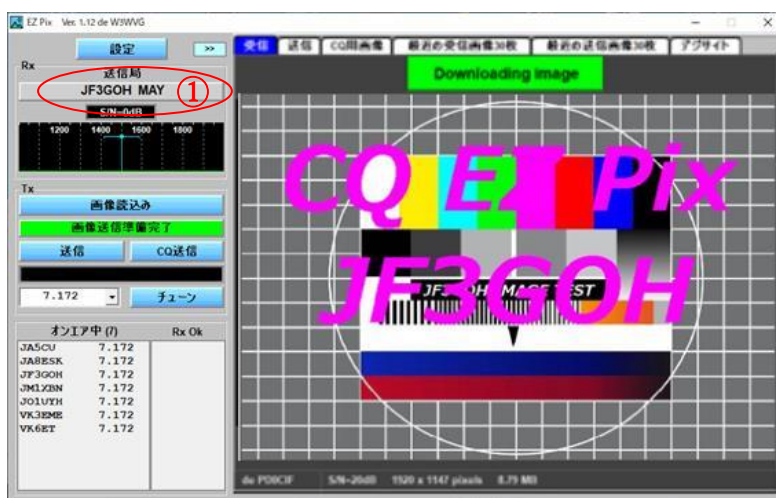 EZ Pix Ver. 1.12 de W3WVG
設定
>>
受信 送信 CQ用画像 最近の受信画像30枚 最近の送信画像30枚 アジサイト
Rx
送信局
JF3GOH MAY ①
S/N=0dB
1200 1400 1600 1800
Downloading image
CQ EZ Pix
JF3GOH
Tx
画像読込み
画像送信準備完了
送信 CQ送信
7.172 チューン
オンエア中 (7) Rx Ok
JA5CU 7.172
JA8ESK 7.172
JF3GOH 7.172
JM1XBN 7.172
JO1UYH 7.172
VK3EME 7.172
VK6ET 7.172
de PD0CIF S/N=20dB 1920 x 1147 pixels 8.79 MB